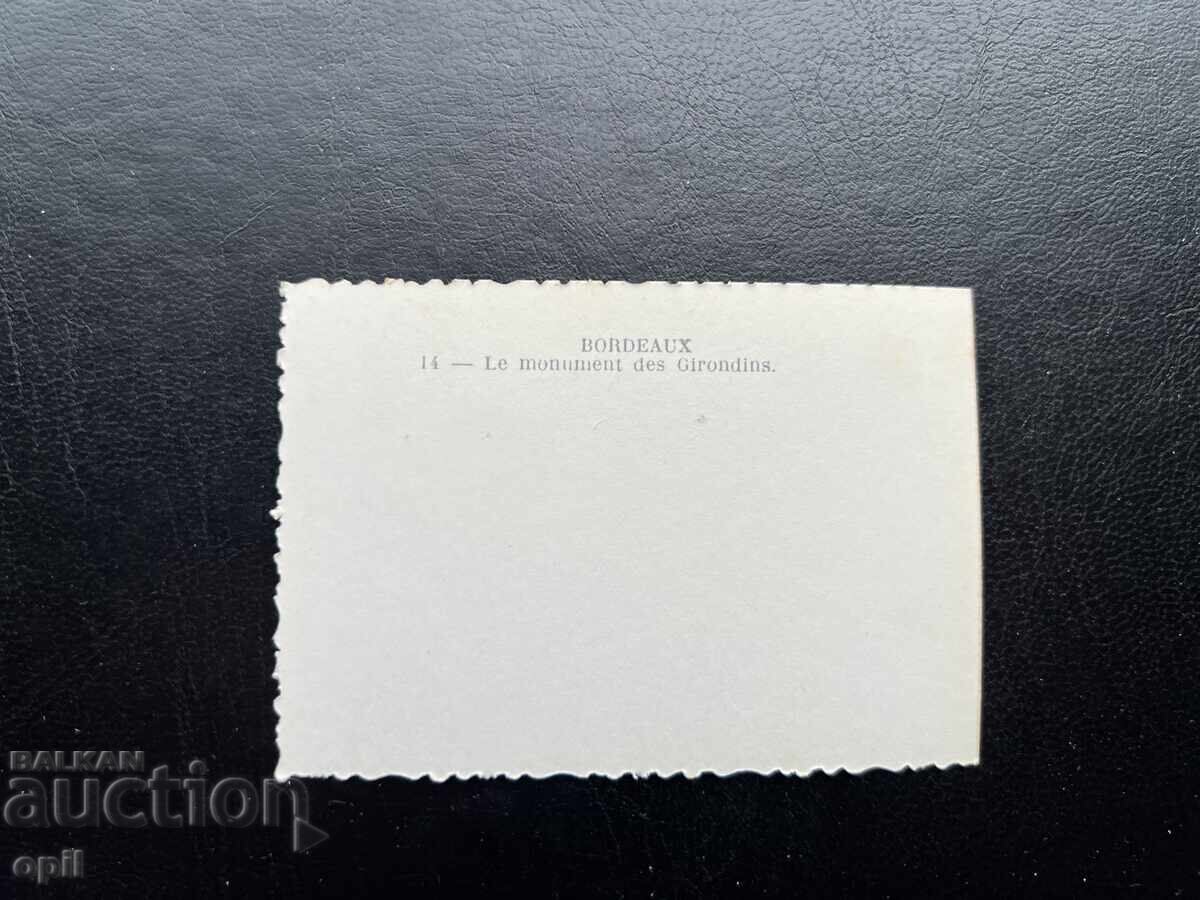 BORDEAUX
14 — Le monument des Girondins.
BALKAN
auction
opil